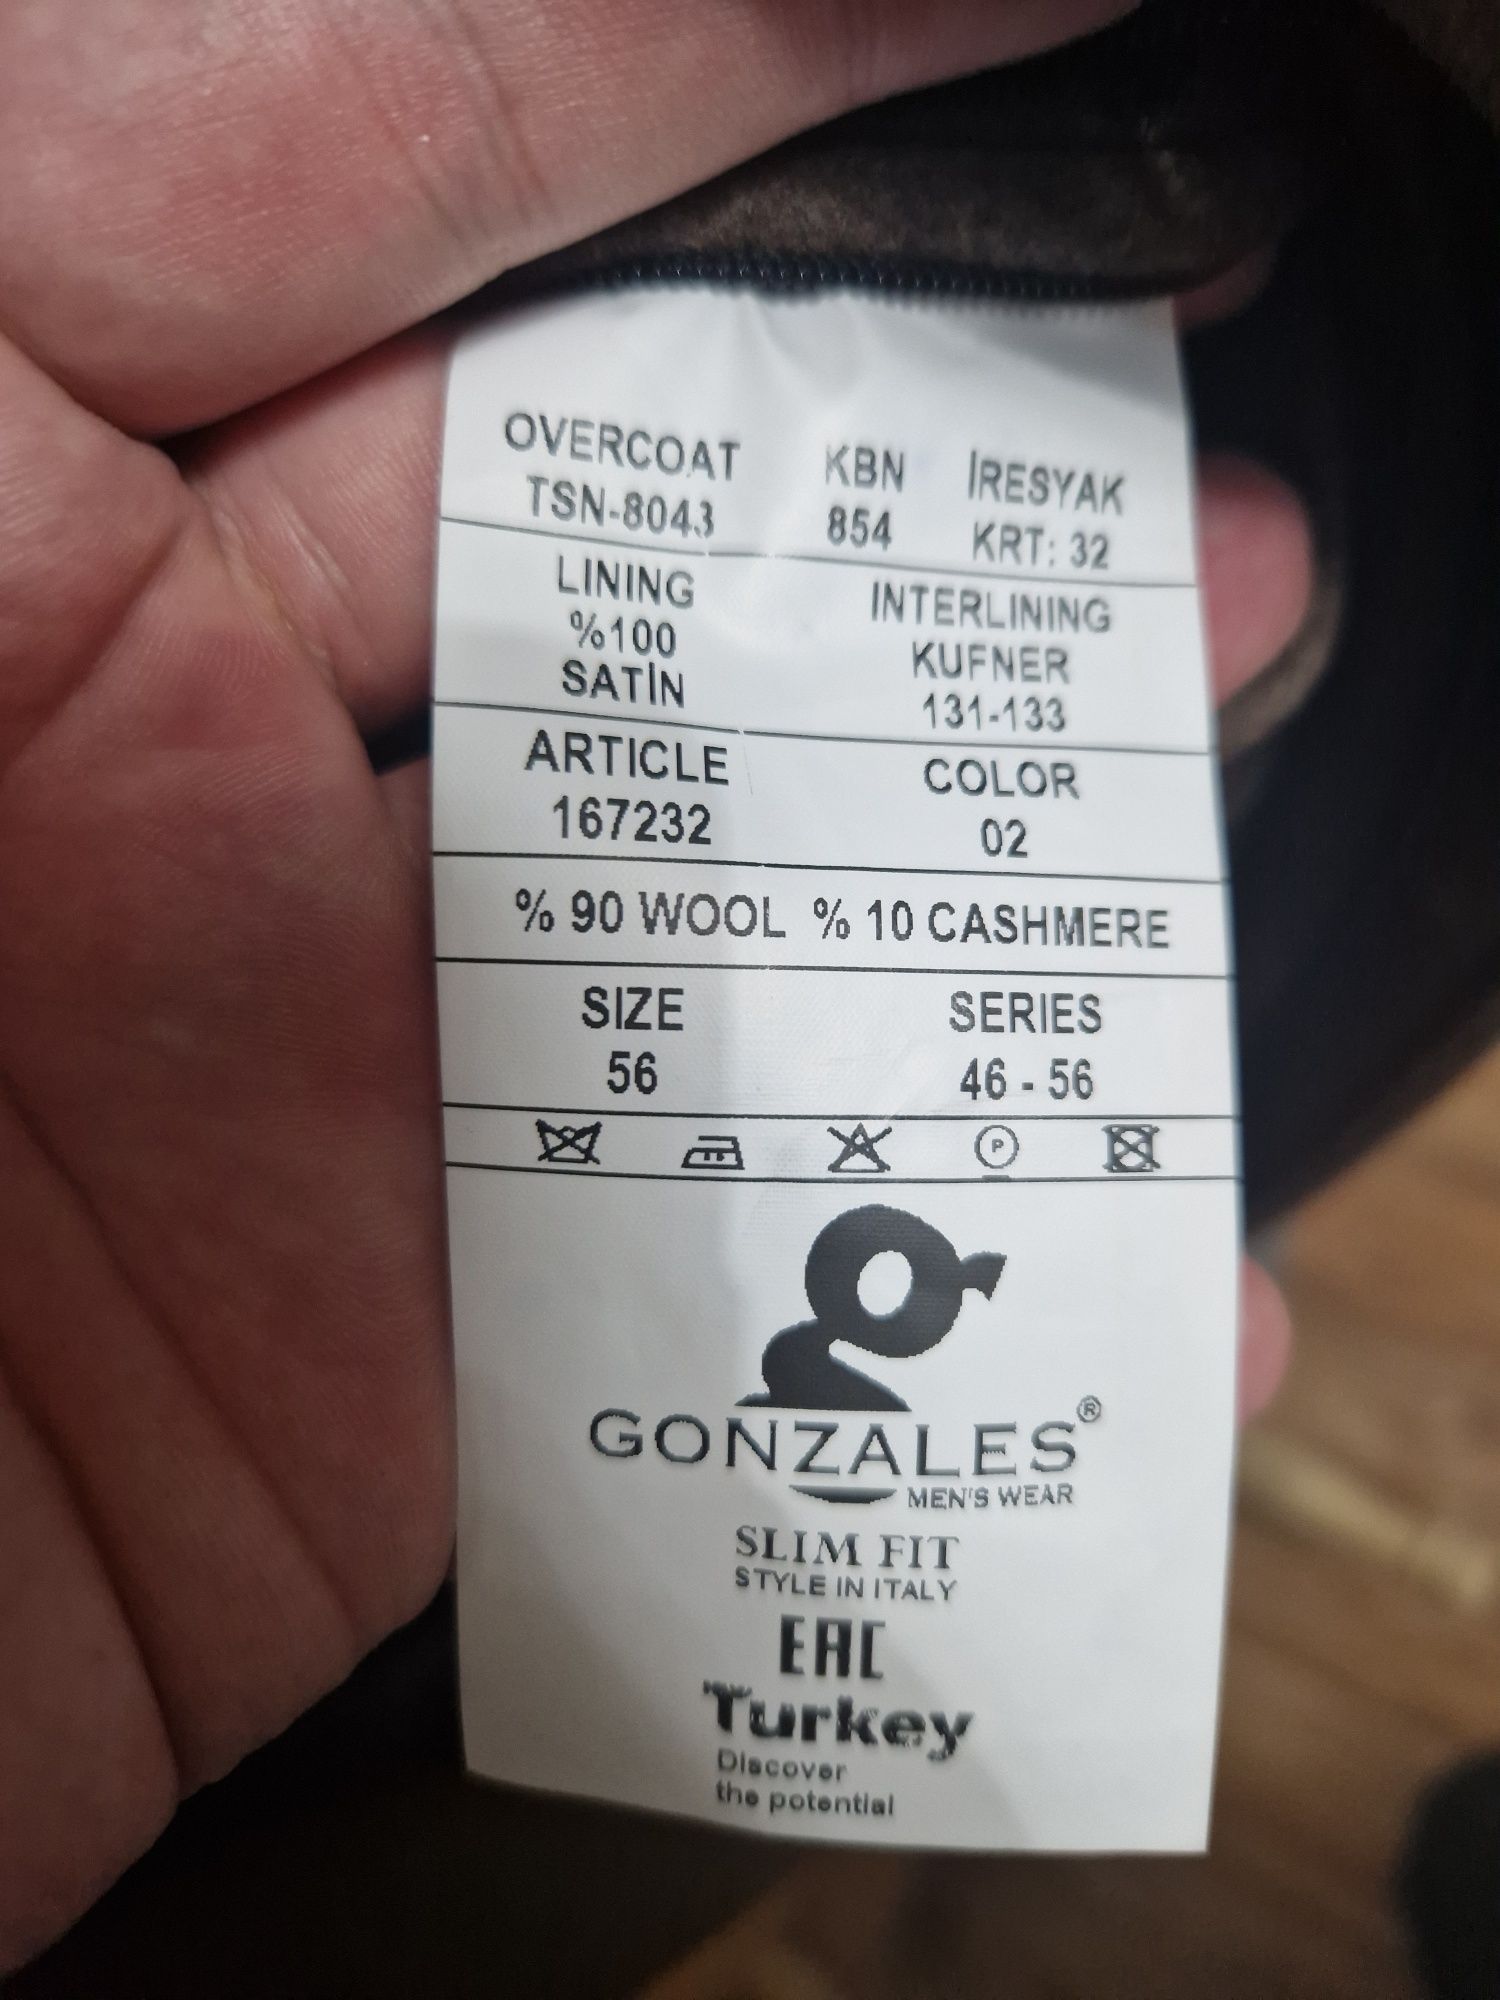 OVERCOAT KBN İRESYAK
TSN-8043 854 KRT: 32
LINING INTERLINING
%100 KUFNER
SATİN 131-133
ARTICLE COLOR
167232 02
% 90 WOOL % 10 CASHMERE
SIZE SERIES
56 46 - 56
P
GONZALES®
MEN'S WEAR
SLIM FIT
STYLE IN ITALY
EAC
Turkey
Discover
the potential